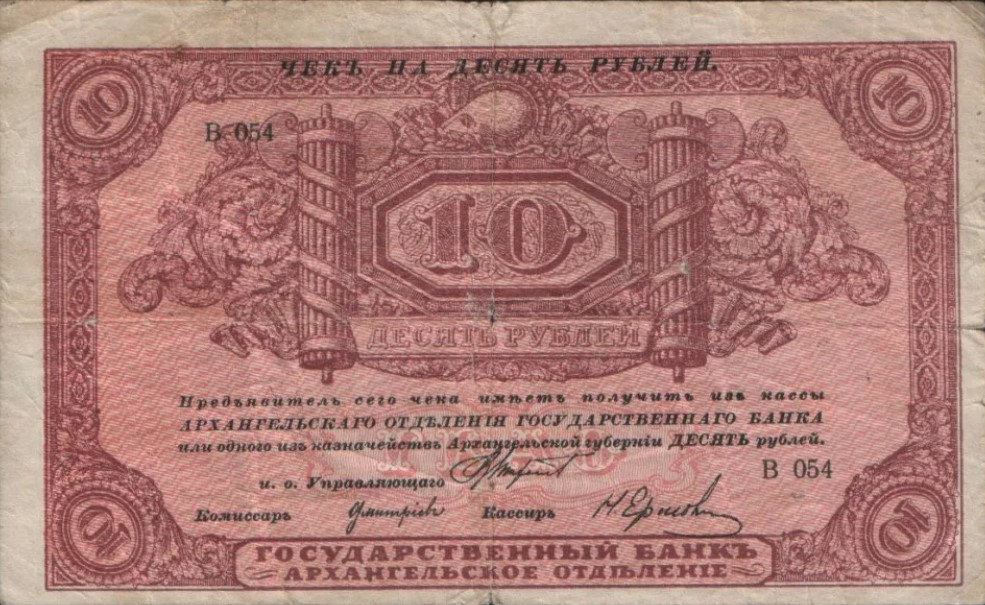 ЧЕКЪ НА ДЕСЯТЬ РУБЛЕЙ.
10 10
В 054
10
ДЕСЯТЬ РУБЛЕЙ
Предъявитель сего чека имѣетъ получить изъ кассы
АРХАНГЕЛЬСКАГО ОТДѢЛЕНІЯ ГОСУДАРСТВЕННАГО БАНКА
или одного изъ казначействъ Архангельской губерніи ДЕСЯТЬ рублей.
В 054
и. о. Управляющаго
Комиссаръ Дмитріевъ Кассиръ
10 10
ГОСУДАРСТВЕННЫЙ БАНКЪ
АРХАНГЕЛЬСКОЕ ОТДѢЛЕНІЕ